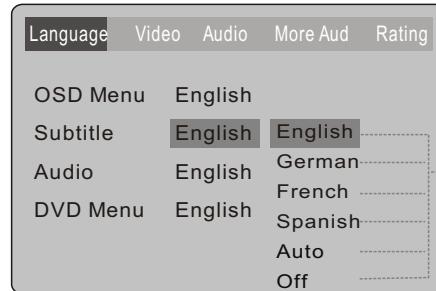 Language Video Audio More Aud Rating
OSD Menu English
Subtitle English English
German
Audio English
French
DVD Menu English
Spanish
Auto
Off